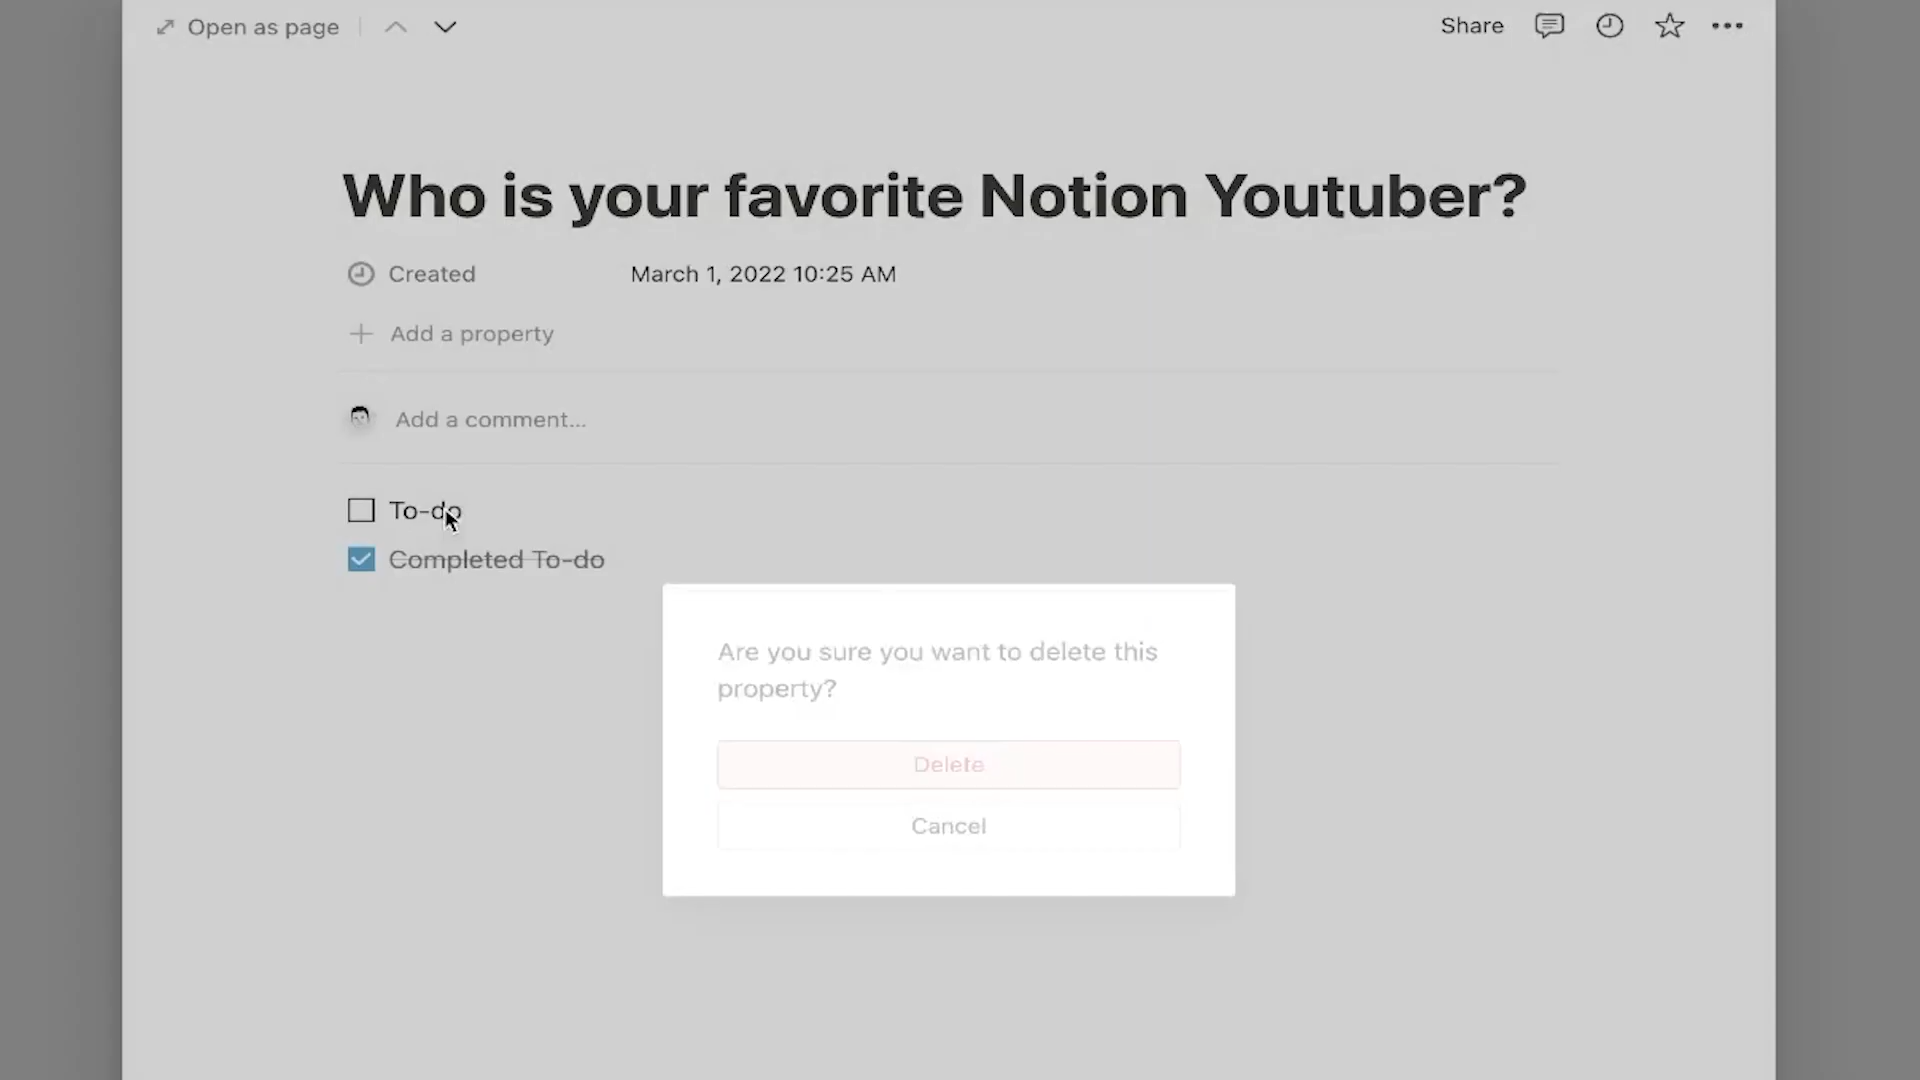 Open as page
Share
Who is your favorite Notion Youtuber?
Created March 1, 2022 10:25 AM
Add a property
Add a comment...
To-do
Completed To-do
Are you sure you want to delete this
property?
Delete
Cancel